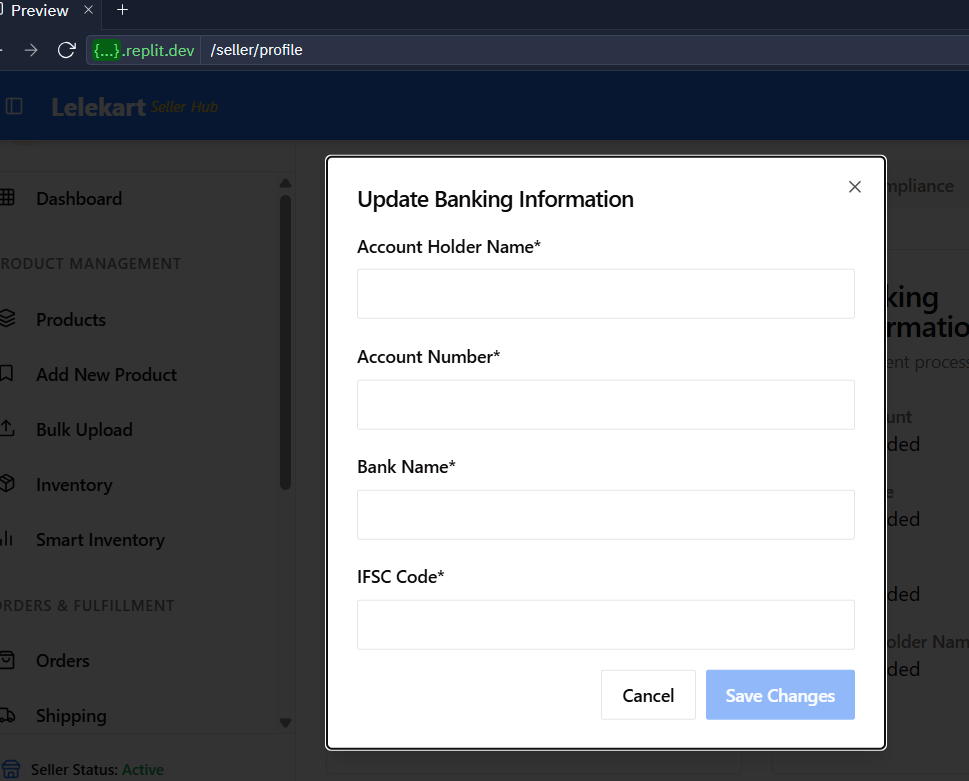 Preview
{...}.replit.dev /seller/profile
Lelekart Seller Hub
Dashboard
RODUCT MANAGEMENT
Products
Add New Product
Bulk Upload
Inventory
Smart Inventory
ORDERS & FULFILLMENT
Orders
Shipping
Seller Status: Active
Update Banking Information
Account Holder Name*
Account Number*
Bank Name*
IFSC Code*
Cancel
Save Changes
mpliance
king
rmatio
ent process
unt
ded
e
ded
ded
older Nam
ded